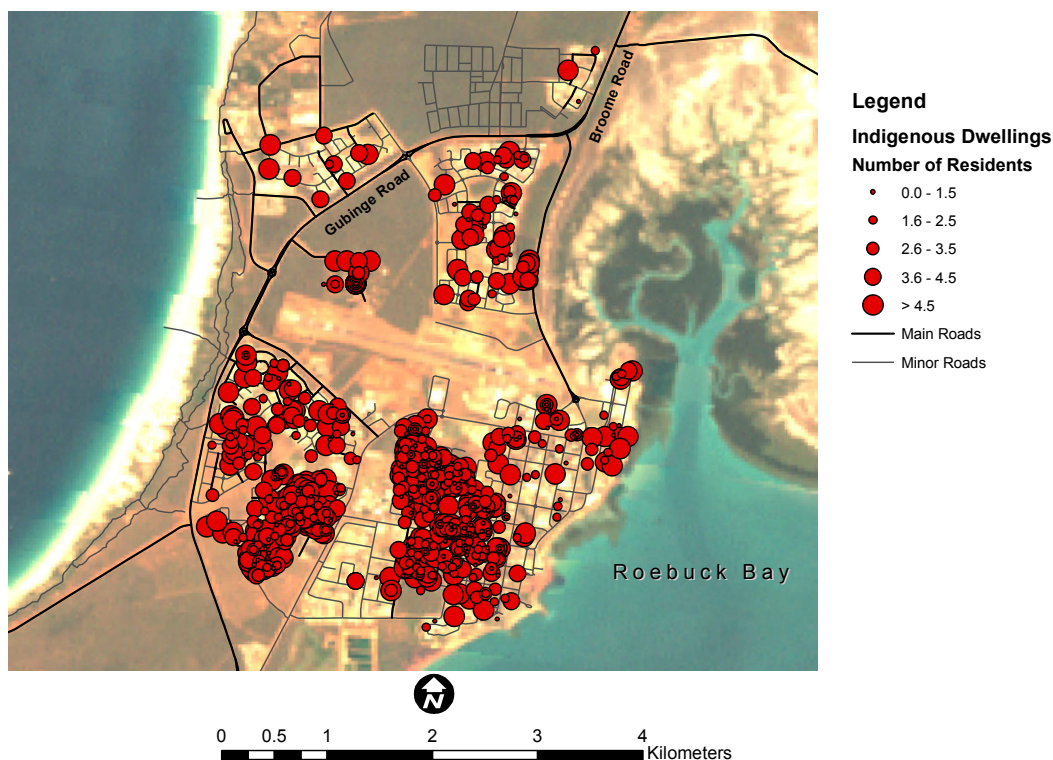 Broome Road
Gubinge Road
Roebuck Bay
Legend
Indigenous Dwellings
Number of Residents
0.0 - 1.5
1.6 - 2.5
2.6 - 3.5
3.6 - 4.5
> 4.5
Main Roads
Minor Roads
N
0 0.5 1 2 3 4
Kilometers